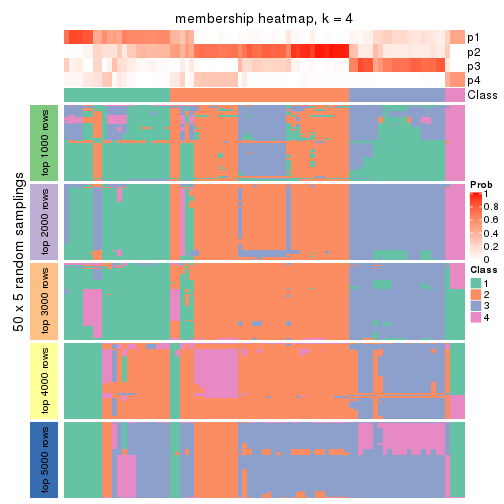 membership heatmap, k = 4
p1
p2
p3
p4
Class
50 x 5 random samplings
top 1000 rows
top 2000 rows
top 3000 rows
top 4000 rows
top 5000 rows
Prob
1
0.8
0.6
0.4
0.2
0
Class
1
2
3
4